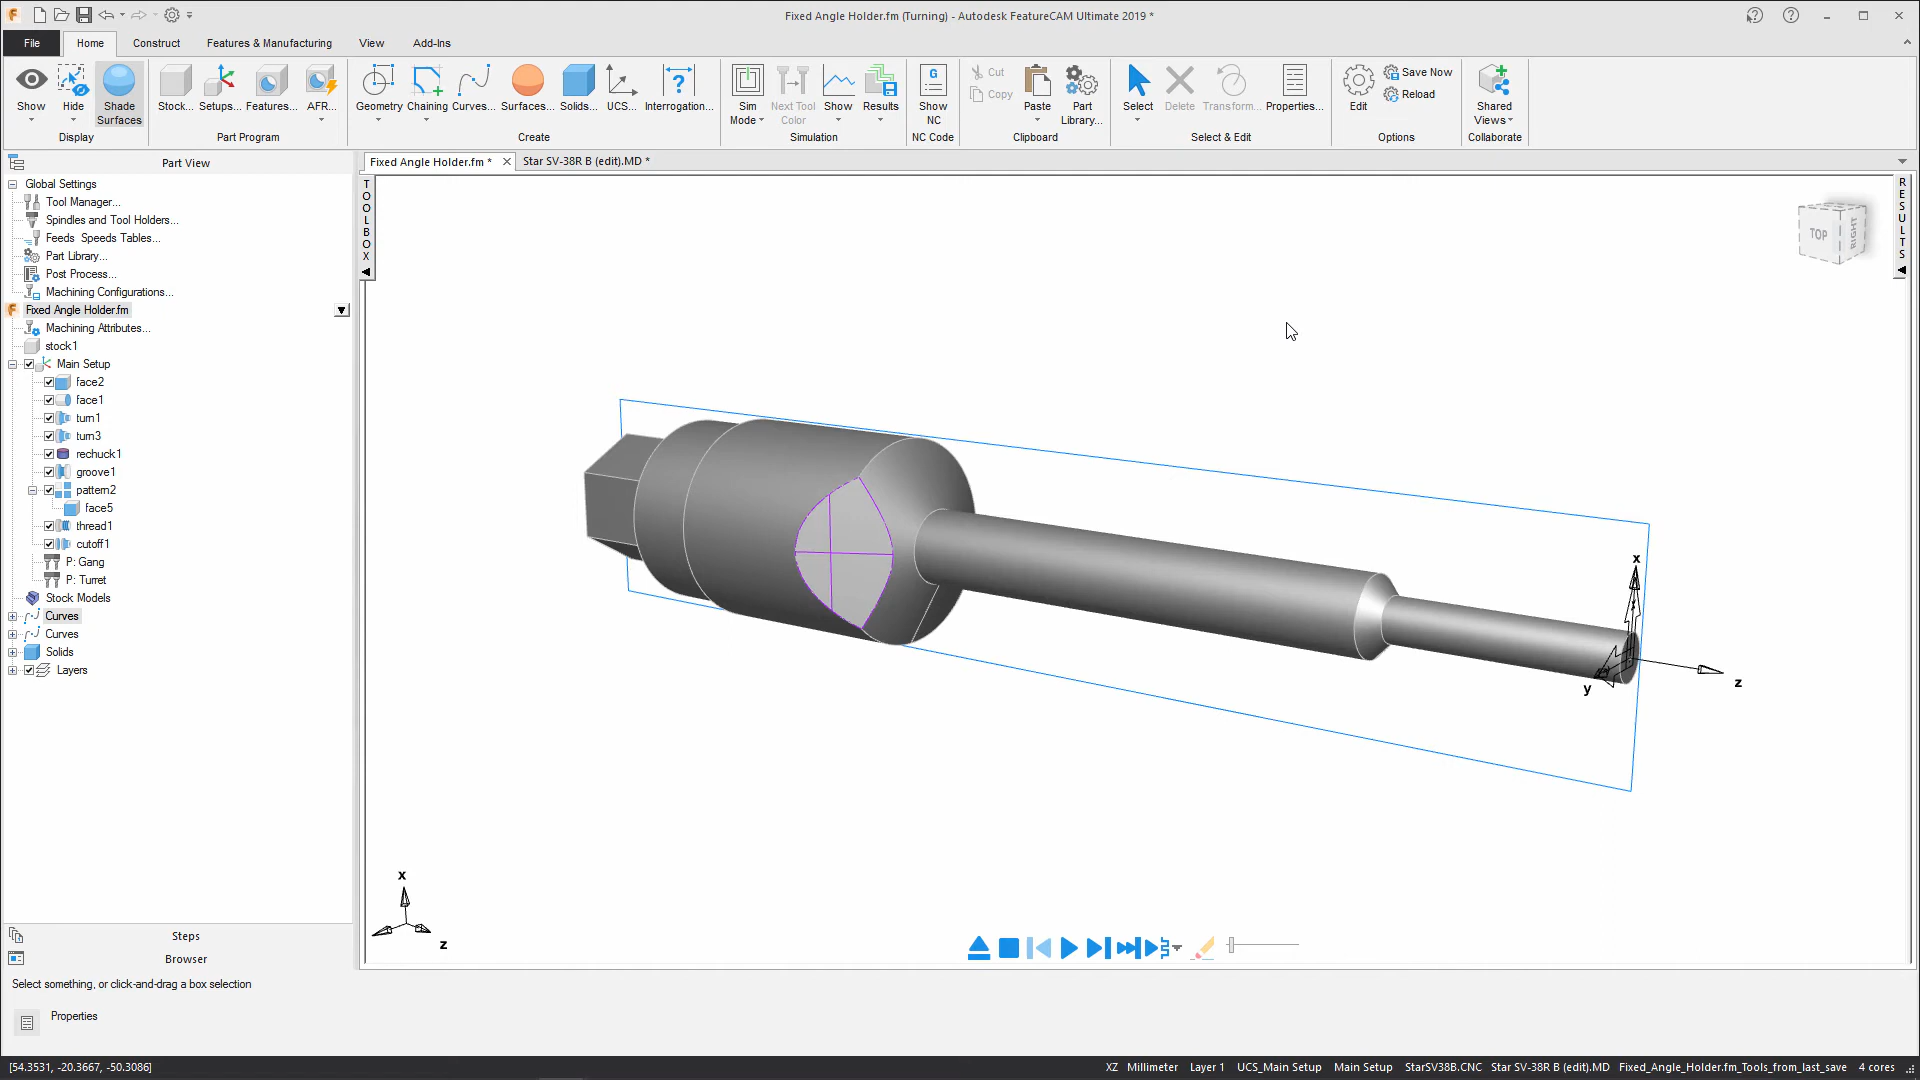 Fixed Angle Holder.fm (Turning) - Autodesk FeatureCAM Ultimate 2019 *
File Home Construct Features & Manufacturing View Add-Ins
Show Hide Shade Surfaces Stock... Setups... Features... AFR... Geometry Chaining Curves... Surfaces... Solids... UCS... Interrogation... Sim Mode Next Tool Color Show Results Show NC Cut Copy Paste Part Library... Select Delete Transform... Properties... Edit Save Now Reload Shared Views
Display Part Program Create Simulation NC Code Clipboard Select & Edit Options Collaborate
Part View
Fixed Angle Holder.fm * Star SV-38R B (edit).MD *
Global Settings
Tool Manager...
Spindles and Tool Holders...
Feeds Speeds Tables...
Part Library...
Post Process...
Machining Configurations...
Fixed Angle Holder.fm
Machining Attributes...
stock1
Main Setup
face2
face1
turn1
turn3
rechuck1
groove1
pattern2
face5
thread1
cutoff1
P: Gang
P: Turret
Stock Models
Curves
Curves
Solids
Layers
TOOLBOX
RESULTS
TOP RIGHT
x
y
z
x
z
Steps
Browser
Select something, or click-and-drag a box selection
Properties
[54.3531, -20.3667, -50.3086] XZ Millimeter Layer 1 UCS_Main Setup Main Setup StarSV38B.CNC Star SV-38R B (edit).MD Fixed_Angle_Holder.fm_Tools_from_last_save 4 cores